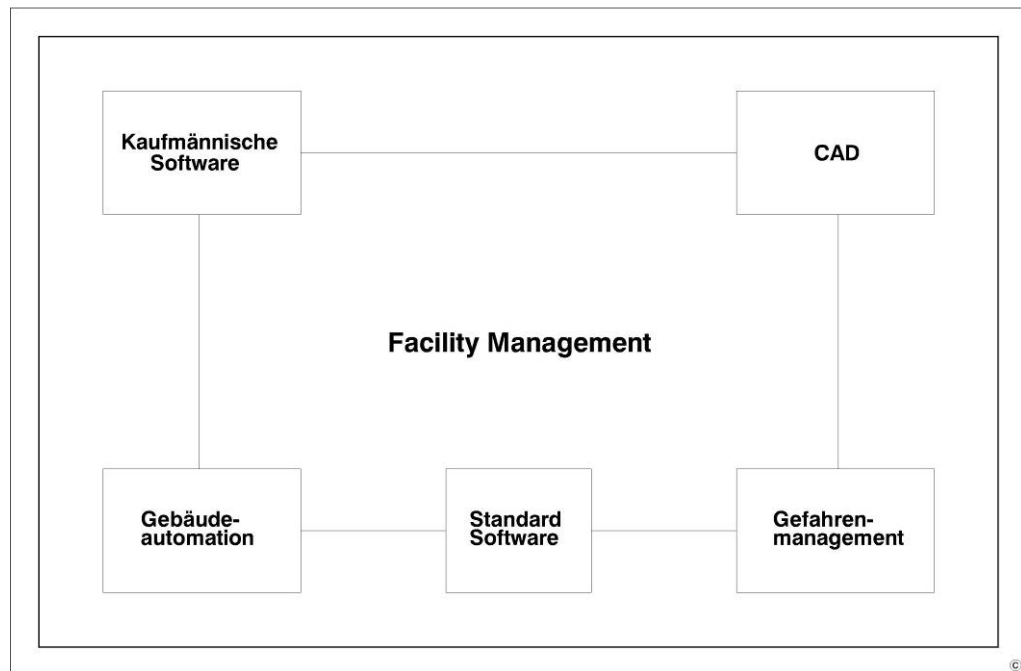 Kaufmännische
Software
CAD
Facility Management
Gebäude-
automation
Standard
Software
Gefahren-
management
©